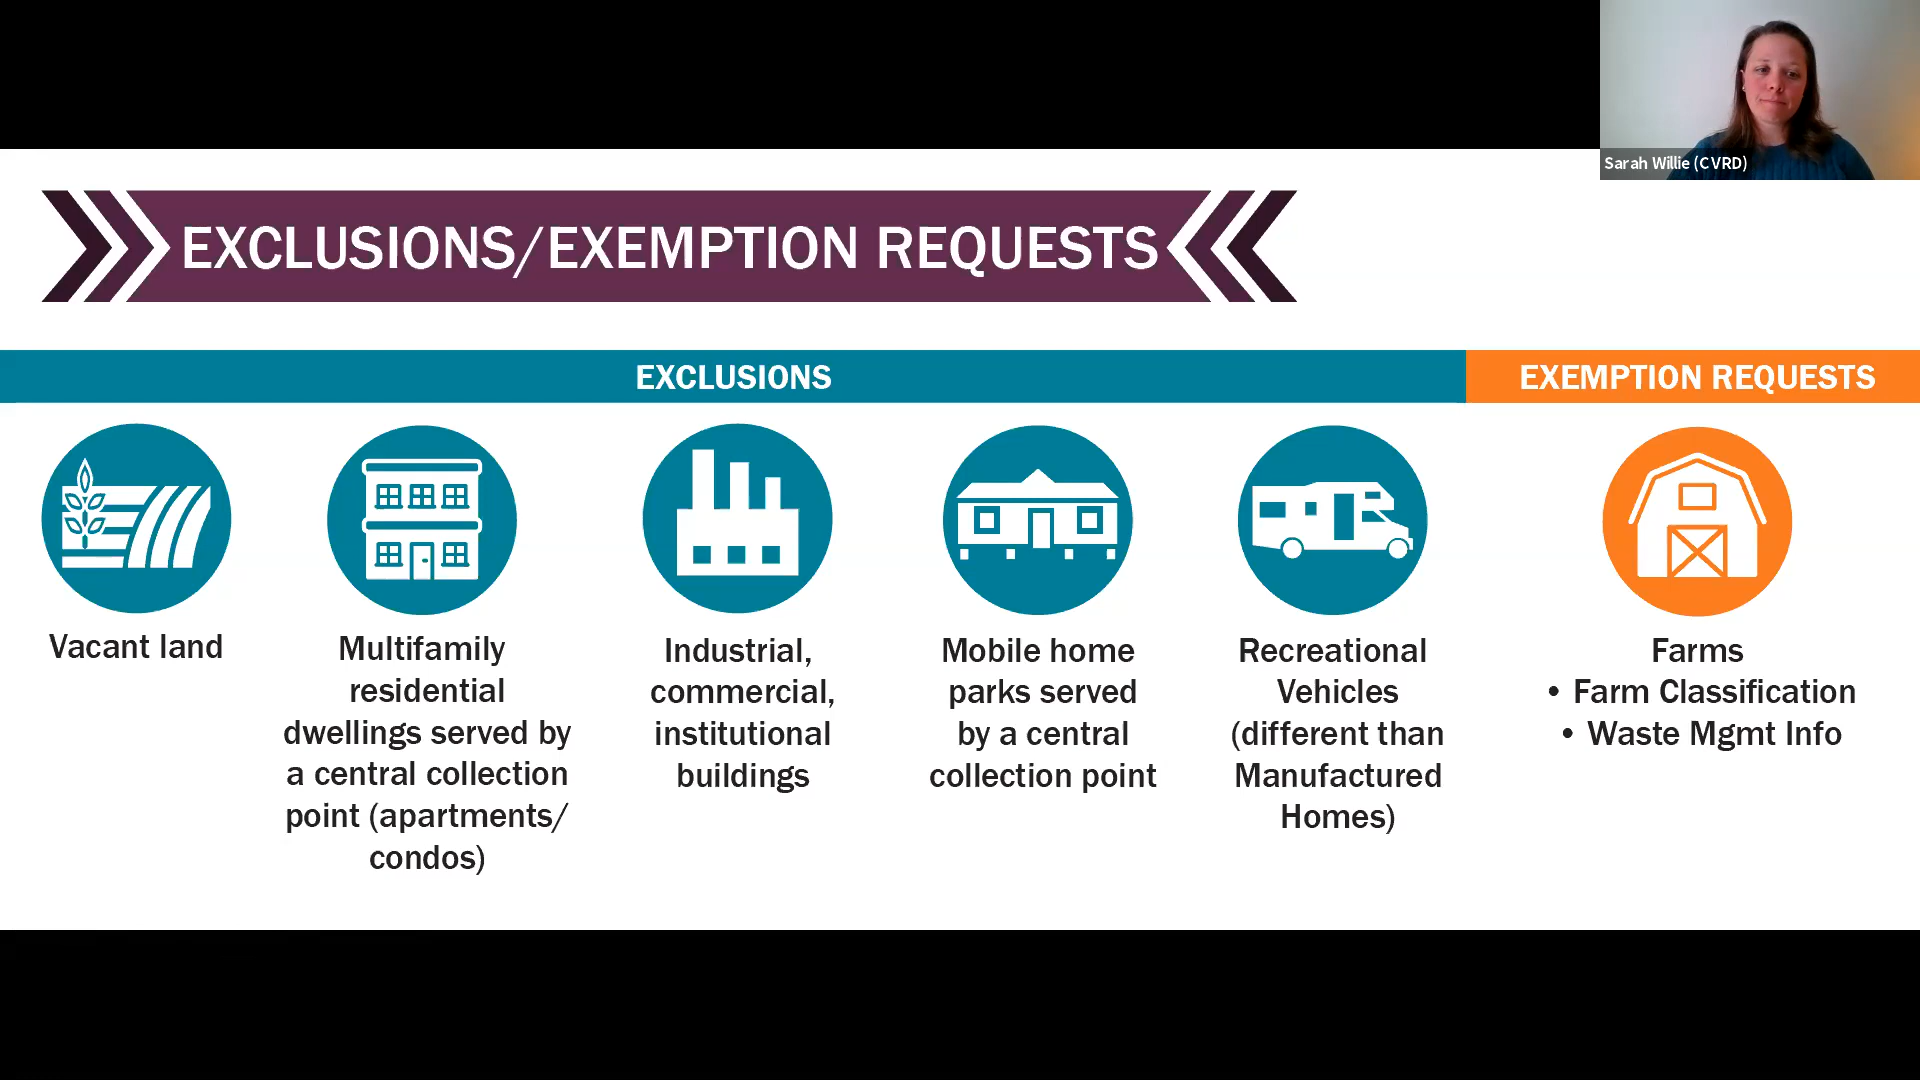 Sarah Willie (CVRD)
EXCLUSIONS/EXEMPTION REQUESTS
EXCLUSIONS
EXEMPTION REQUESTS
Vacant land
Multifamily
residential
dwellings served by
a central collection
point (apartments/
condos)
Industrial,
commercial,
institutional
buildings
Mobile home
parks served
by a central
collection point
Recreational
Vehicles
(different than
Manufactured
Homes)
Farms
• Farm Classification
• Waste Mgmt Info